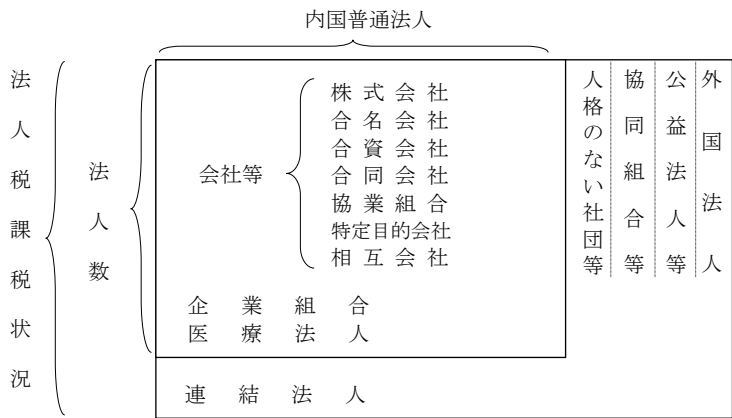 内国普通法人
法人税課税状況
法人数
会社等
株式会社
合名会社
合資会社
合同会社
協業組合
特定目的会社
相互会社
企業組合
医療法人
連結法人
人格のない社団等
協同組合等
公益法人等
外国法人